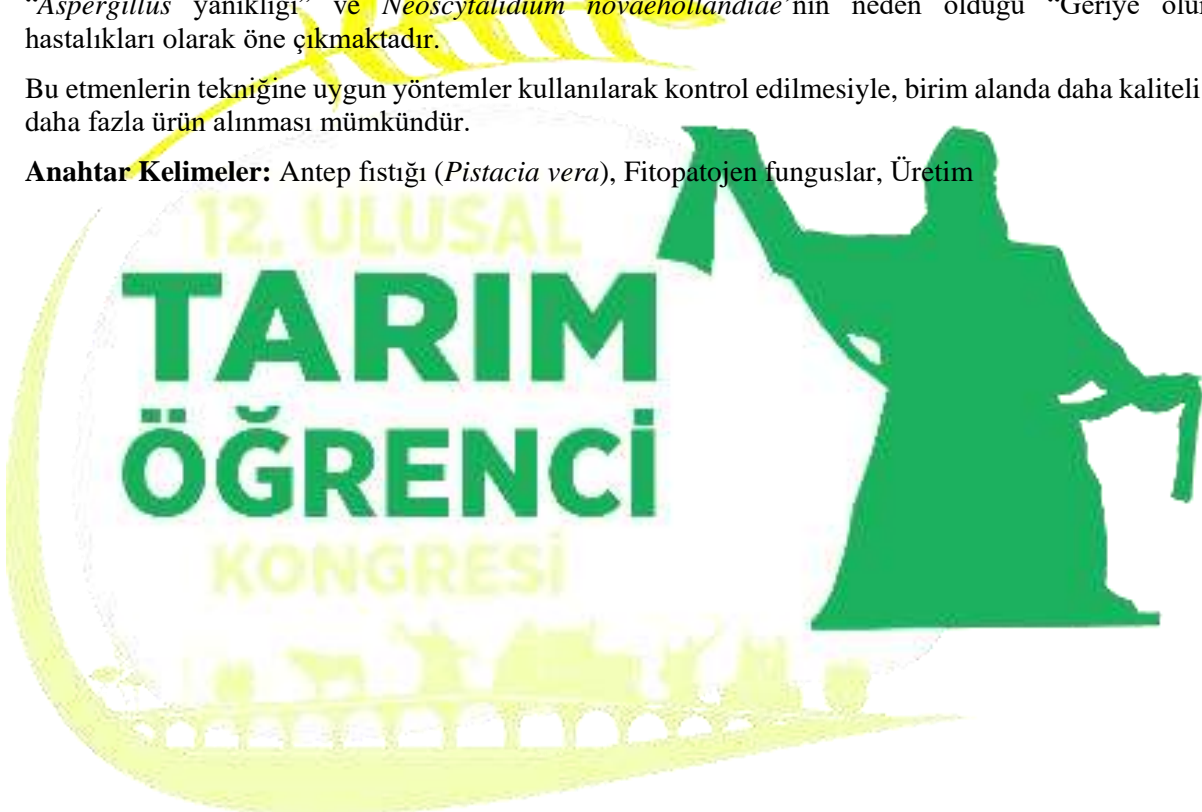 “Aspergillus yanıklığı” ve Neoscytalidium novaehollandiae’nin neden olduğu “Geriye ölüm
hastalıkları olarak öne çıkmaktadır.
Bu etmenlerin tekniğine uygun yöntemler kullanılarak kontrol edilmesiyle, birim alanda daha kaliteli
daha fazla ürün alınması mümkündür.
Anahtar Kelimeler: Antep fıstığı (Pistacia vera), Fitopatojen funguslar, Üretim
12. ULUSAL
TARIM
ÖĞRENCİ
KONGRESİ